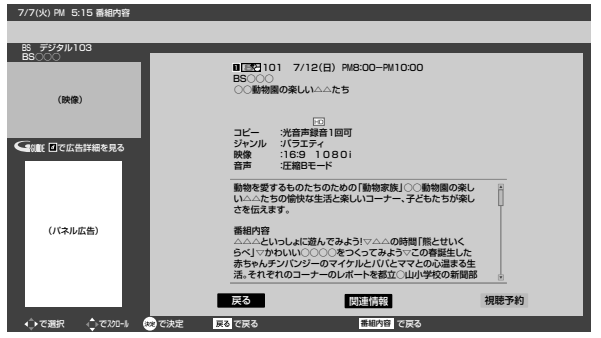 7/7(火) PM 5:15 番組内容
BS デジタル103
BS○○○
(映像)
GUIDE 4で広告詳細を見る
(パネル広告)
101 7/12(日) PM8:00−PM10:00
BS○○○
○○動物園の楽しい△△たち
HD
コピー :光音声録音1回可
ジャンル :バラエティ
映像 :16:9 1080i
音声 :圧縮Bモード
動物を愛するものたちのための「動物家族」○○動物園の楽し
い△△たちの愉快な生活と楽しいコーナー、子どもたちが楽し
さを伝えます。
番組内容
△△△といっしょに遊んでみよう!▽△△の時間「熊とせいく
らべ」▽かわいい○○○○をつくってみよう▽この春誕生した
赤ちゃんチンパンジーのマイケルとパパとママとの心温まる生
活。それぞれのコーナーのレポートを都立○山小学校の新聞部
戻る 関連情報 視聴予約
で選択 でスクロール 決定で決定 戻るで戻る 番組内容で戻る